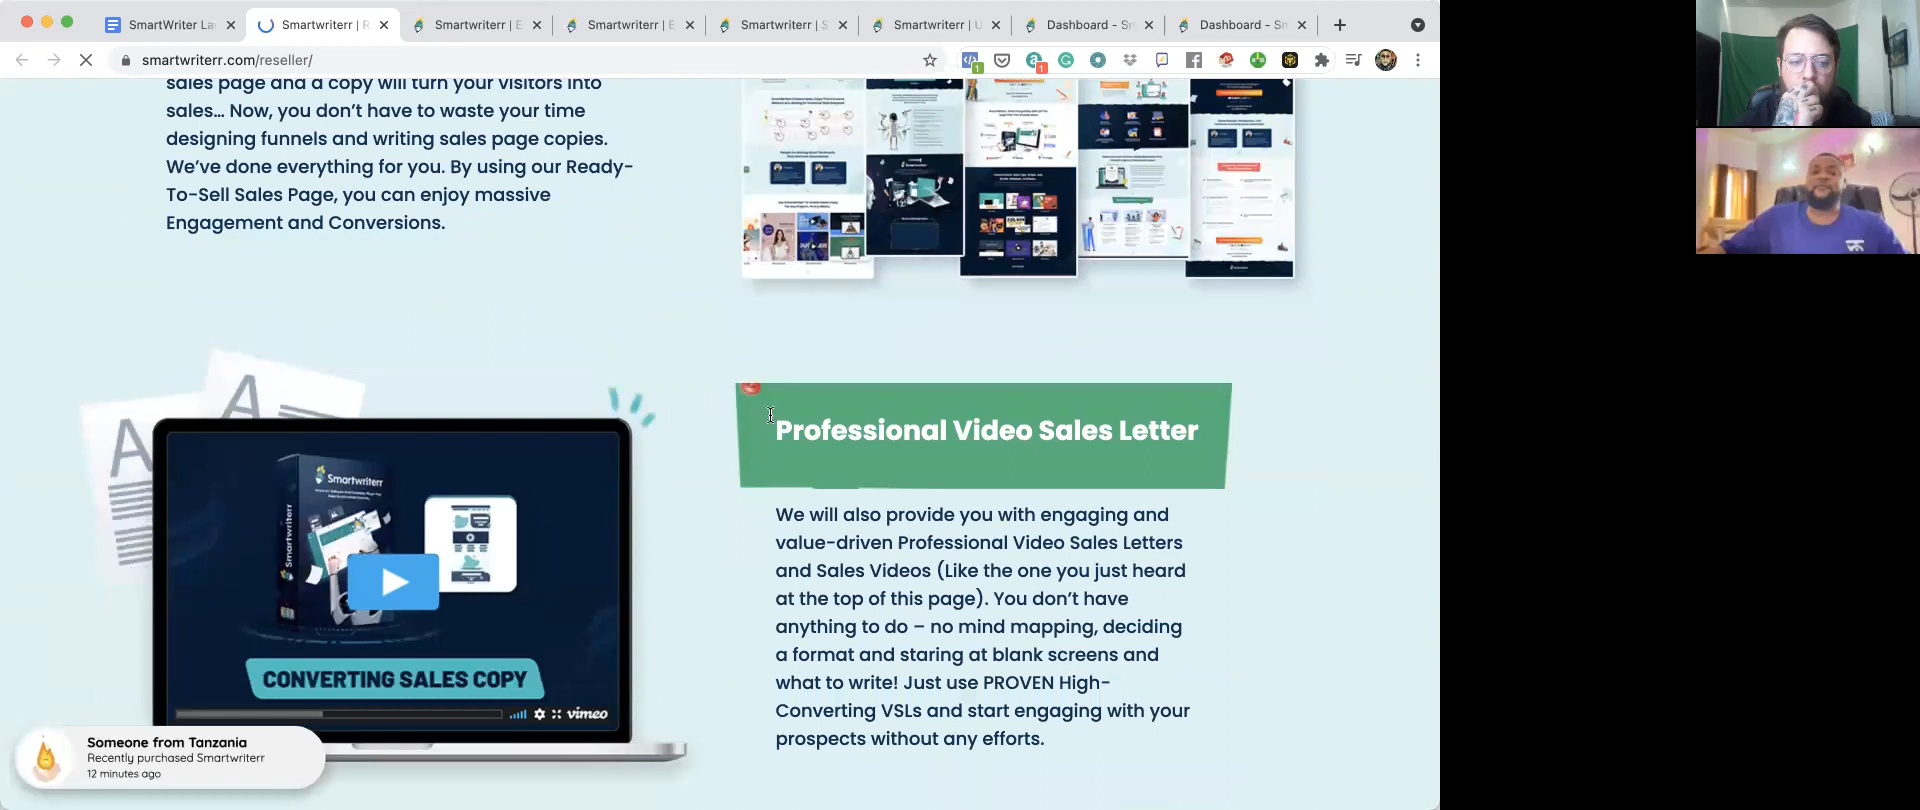 SmartWriter La
Smartwriterr | R
Smartwriterr | E
Smartwriterr | E
Smartwriterr | S
Smartwriterr | U
Dashboard - Sm
Dashboard - Sm
smartwriterr.com/reseller/
1
1
sales page and a copy will turn your visitors into
sales... Now, you don't have to waste your time
designing funnels and writing sales page copies.
We've done everything for you. By using our Ready-
To-Sell Sales Page, you can enjoy massive
Engagement and Conversions.
A
A
Smartwriterr
Smartwriterr
CONVERTING SALES COPY
vimeo
Professional Video Sales Letter
We will also provide you with engaging and
value-driven Professional Video Sales Letters
and Sales Videos (Like the one you just heard
at the top of this page). You don't have
anything to do – no mind mapping, deciding
a format and staring at blank screens and
what to write! Just use PROVEN High-
Converting VSLs and start engaging with your
prospects without any efforts.
Someone from Tanzania
Recently purchased Smartwriterr
12 minutes ago